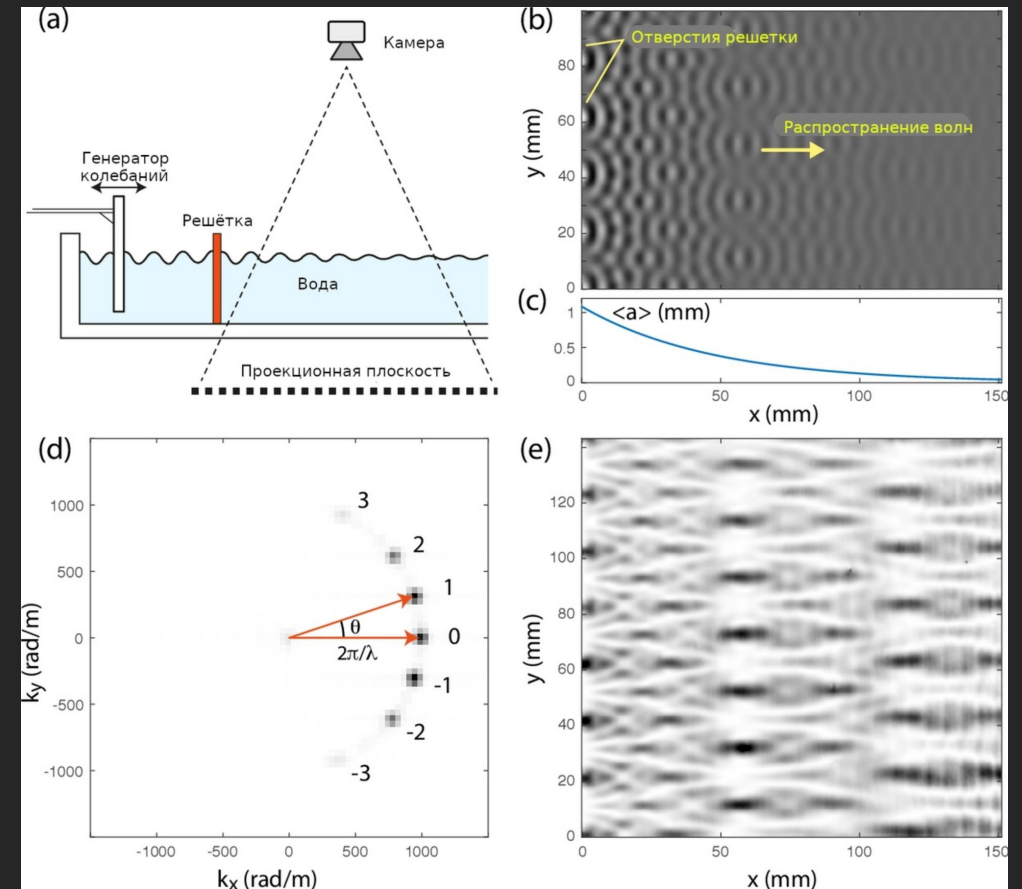 (a)
Камера
Генератор
колебаний
Решётка
Вода
Проекционная плоскость
(b)
Отверстия решетки
Распространение волн
y (mm)
80
60
40
20
0
(c)
<a> (mm)
1
0.5
0
0
50
100
150
x (mm)
(d)
3
2
1
0
-1
-2
-3
θ
2π/λ
ky (rad/m)
1000
500
0
-500
-1000
-1000
-500
0
500
1000
kx (rad/m)
(e)
y (mm)
120
100
80
60
40
20
0
0
50
100
150
x (mm)